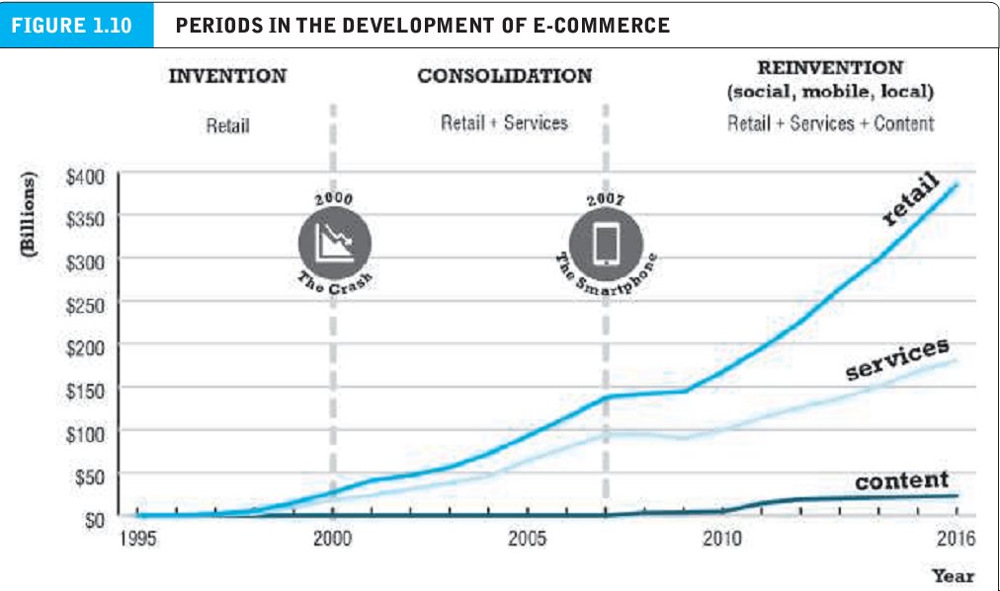 FIGURE 1.10 PERIODS IN THE DEVELOPMENT OF E-COMMERCE
INVENTION
Retail
CONSOLIDATION
Retail + Services
REINVENTION
(social, mobile, local)
Retail + Services + Content
(Billions)
$400
$350
$300
$250
$200
$150
$100
$50
$0
2000
The Crash
2007
The Smartphone
retail
services
content
1995 2000 2005 2010 2016
Year